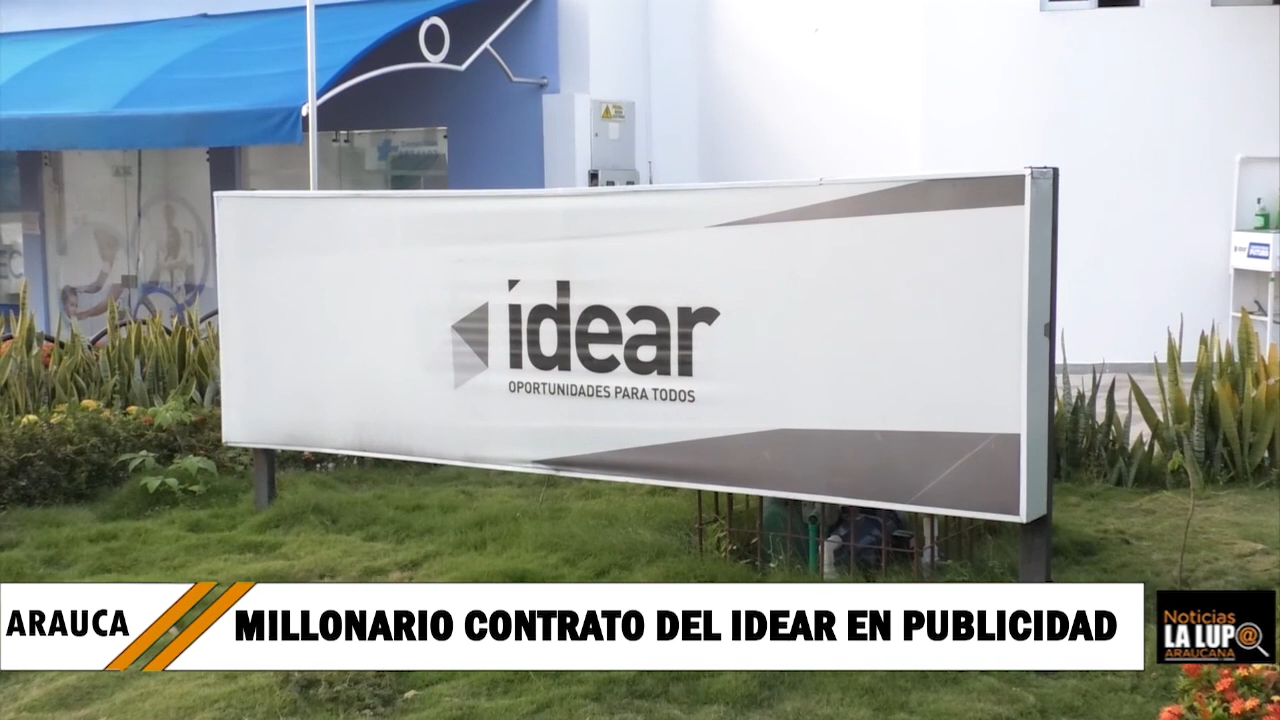 idear
OPORTUNIDADES PARA TODOS
ARAUCA
MILLONARIO CONTRATO DEL IDEAR EN PUBLICIDAD
Noticias
LA LUP@
ARAUCANA